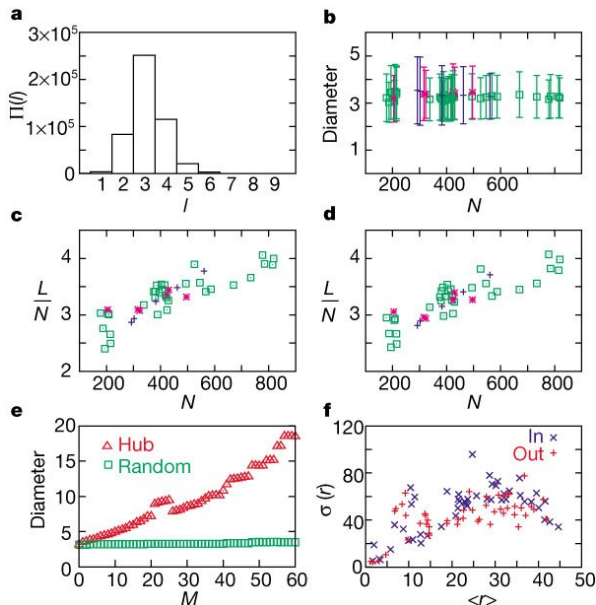 a
3×10⁵
2×10⁵
1×10⁵
0
Π(l)
1 2 3 4 5 6 7 8 9
l
b
5
3
1
Diameter
200 400 600 800
N
c
4
3
2
L
N
200 400 600 800
N
d
4
3
2
L
N
200 400 600 800
N
e
20
15
10
5
0
Diameter
Hub
Random
0 10 20 30 40 50 60
M
f
120
80
40
0
σ(r)
In
Out
0 10 20 30 40 50
<r>